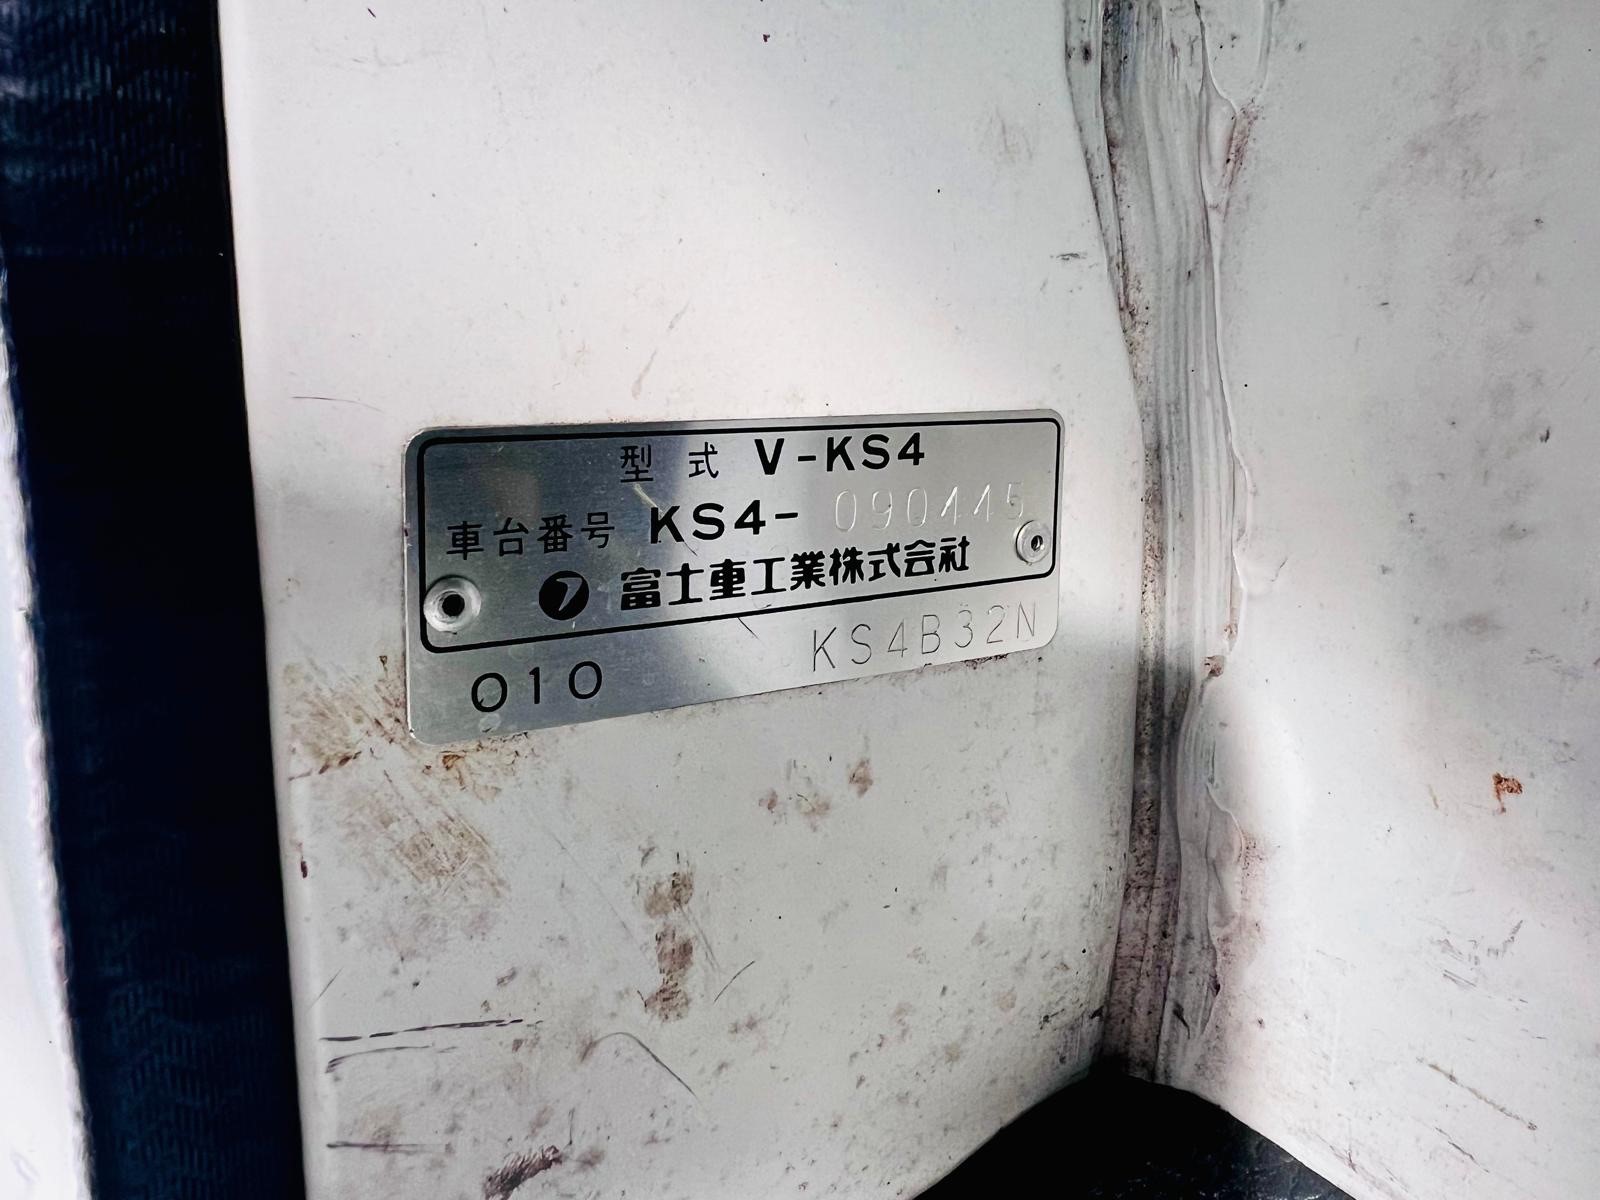 型式 V-KS4
車台番号 KS4- 090445
フ 富士重工業株式会社
010 KS4B32N